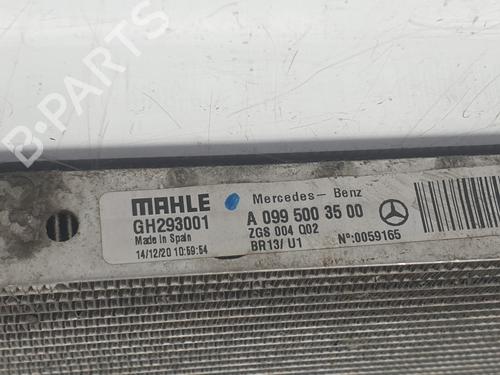 B-PARTS
MAHLE
GH293001
Made in Spain
14/12/20 10:59:54
Mercedes- Benz
A 099 500 35 00
ZGS 004 Q02
BR13/ U1
Nº:0059165